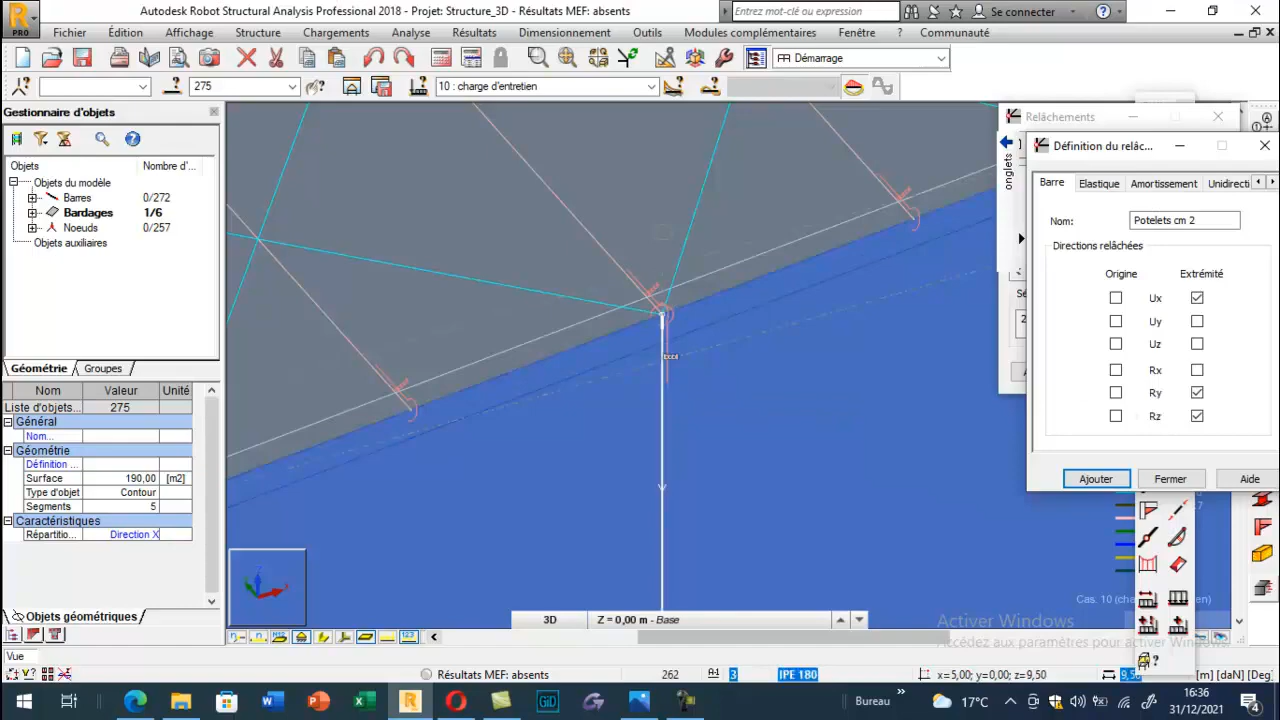 Autodesk Robot Structural Analysis Professional 2018 - Projet: Structure_3D - Résultats MEF: absents
Entrez mot-clé ou expression
Se connecter
PRO
Fichier Édition Affichage Structure Chargements Analyse Résultats Dimensionnement Outils Modules complémentaires Fenêtre ? Communauté
Démarrage
275
10 : charge d'entretien
Gestionnaire d'objets
Objets Nombre d'...
Objets du modèle
Barres 0/272
Bardages 1/6
Noeuds 0/257
Objets auxiliaires
Géométrie Groupes
Nom Valeur Unité
Liste d'objets... 275
Général
Nom...
Géométrie
Définition ...
Surface 190,00 [m2]
Type d'objet Contour
Segments 5
Caractéristiques
Répartitio... Direction X
Objets géométriques
Relâchements
onglets
Définition du relâc...
Barre Elastique Amortissement Unidirecti
Nom: Potelets cm 2
Directions relâchées
Origine Extrémité
Ux
Uy
Uz
Rx
Ry
Rz
Ajouter Fermer Aide
3D Z = 0,00 m - Base
Activer Windows
Accédez aux paramètres pour activer Windows
Vue
Résultats MEF: absents 262 3 IPE 180 x=5,00; y=0,00; z=9,50 [m] [daN] [Deg]
Bureau
17°C
16:36
31/12/2021
4